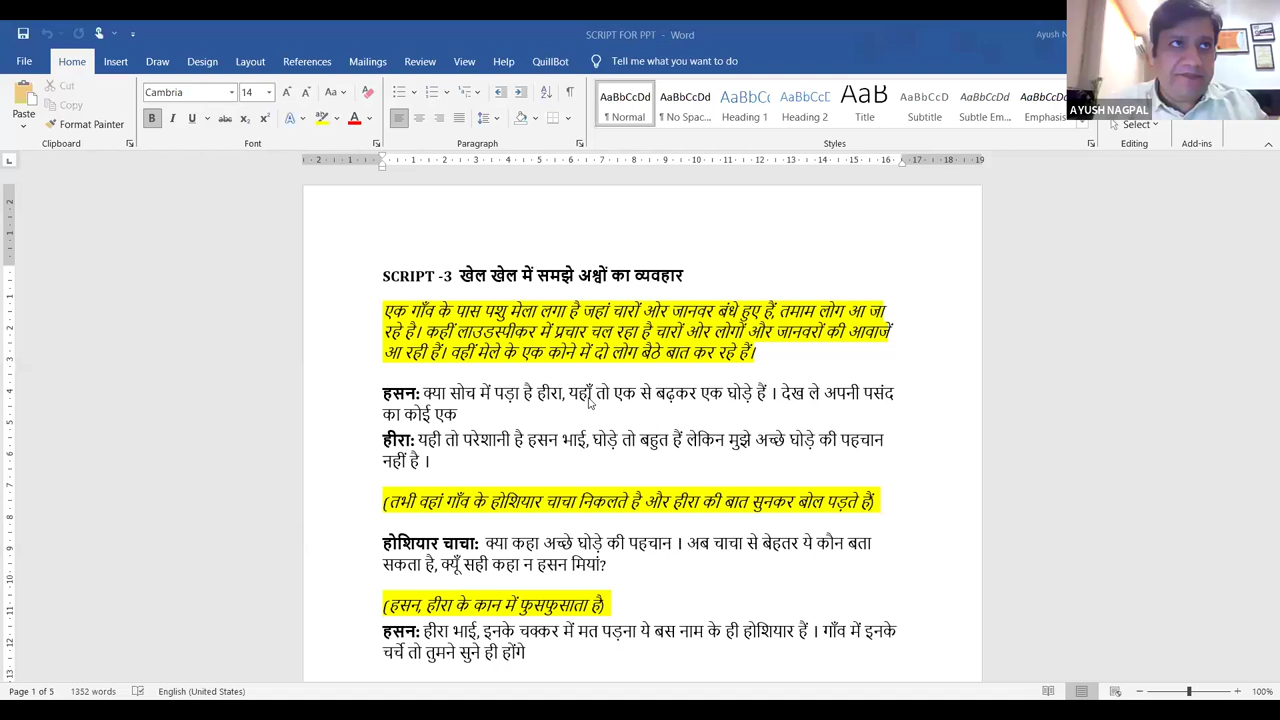 SCRIPT FOR PPT - Word
Ayush N
AYUSH NAGPAL
File Home Insert Draw Design Layout References Mailings Review View Help QuillBot Tell me what you want to do
Paste
Cut
Copy
Format Painter
Cambria 14
AaBbCcDd AaBbCcDd AaBbCc AaBbCcD AaB AaBbCcD AaBbCcDd AaBbCcDd
¶ Normal ¶ No Spac... Heading 1 Heading 2 Title Subtitle Subtle Em... Emphasis
Select
Clipboard Font Paragraph Styles Editing Add-ins
SCRIPT -3 खेल खेल में समझे अश्वों का व्यवहार
एक गाँव के पास पशु मेला लगा है जहां चारों ओर जानवर बंधे हुए हैं, तमाम लोग आ जा
रहे है। कहीं लाउडस्पीकर में प्रचार चल रहा है चारों ओर लोगों और जानवरों की आवाजें
आ रही हैं। वहीं मेले के एक कोने में दो लोग बैठे बात कर रहे हैं।
हसन: क्या सोच में पड़ा है हीरा, यहाँ तो एक से बढ़कर एक घोड़े हैं । देख ले अपनी पसंद
का कोई एक
हीरा: यही तो परेशानी है हसन भाई, घोड़े तो बहुत हैं लेकिन मुझे अच्छे घोड़े की पहचान
नहीं है ।
(तभी वहां गाँव के होशियार चाचा निकलते है और हीरा की बात सुनकर बोल पड़ते हैं)
होशियार चाचा: क्या कहा अच्छे घोड़े की पहचान । अब चाचा से बेहतर ये कौन बता
सकता है, क्यूँ सही कहा न हसन मियां?
(हसन, हीरा के कान में फुसफुसाता है)
हसन: हीरा भाई, इनके चक्कर में मत पड़ना ये बस नाम के ही होशियार हैं । गाँव में इनके
चर्चे तो तुमने सुने ही होंगे
Page 1 of 5 1352 words English (United States) 100%